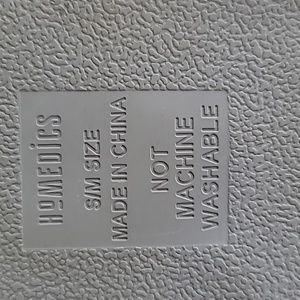 HOMEDICS
S/M SIZE
MADE IN CHINA
NOT
MACHINE
WASHABLE